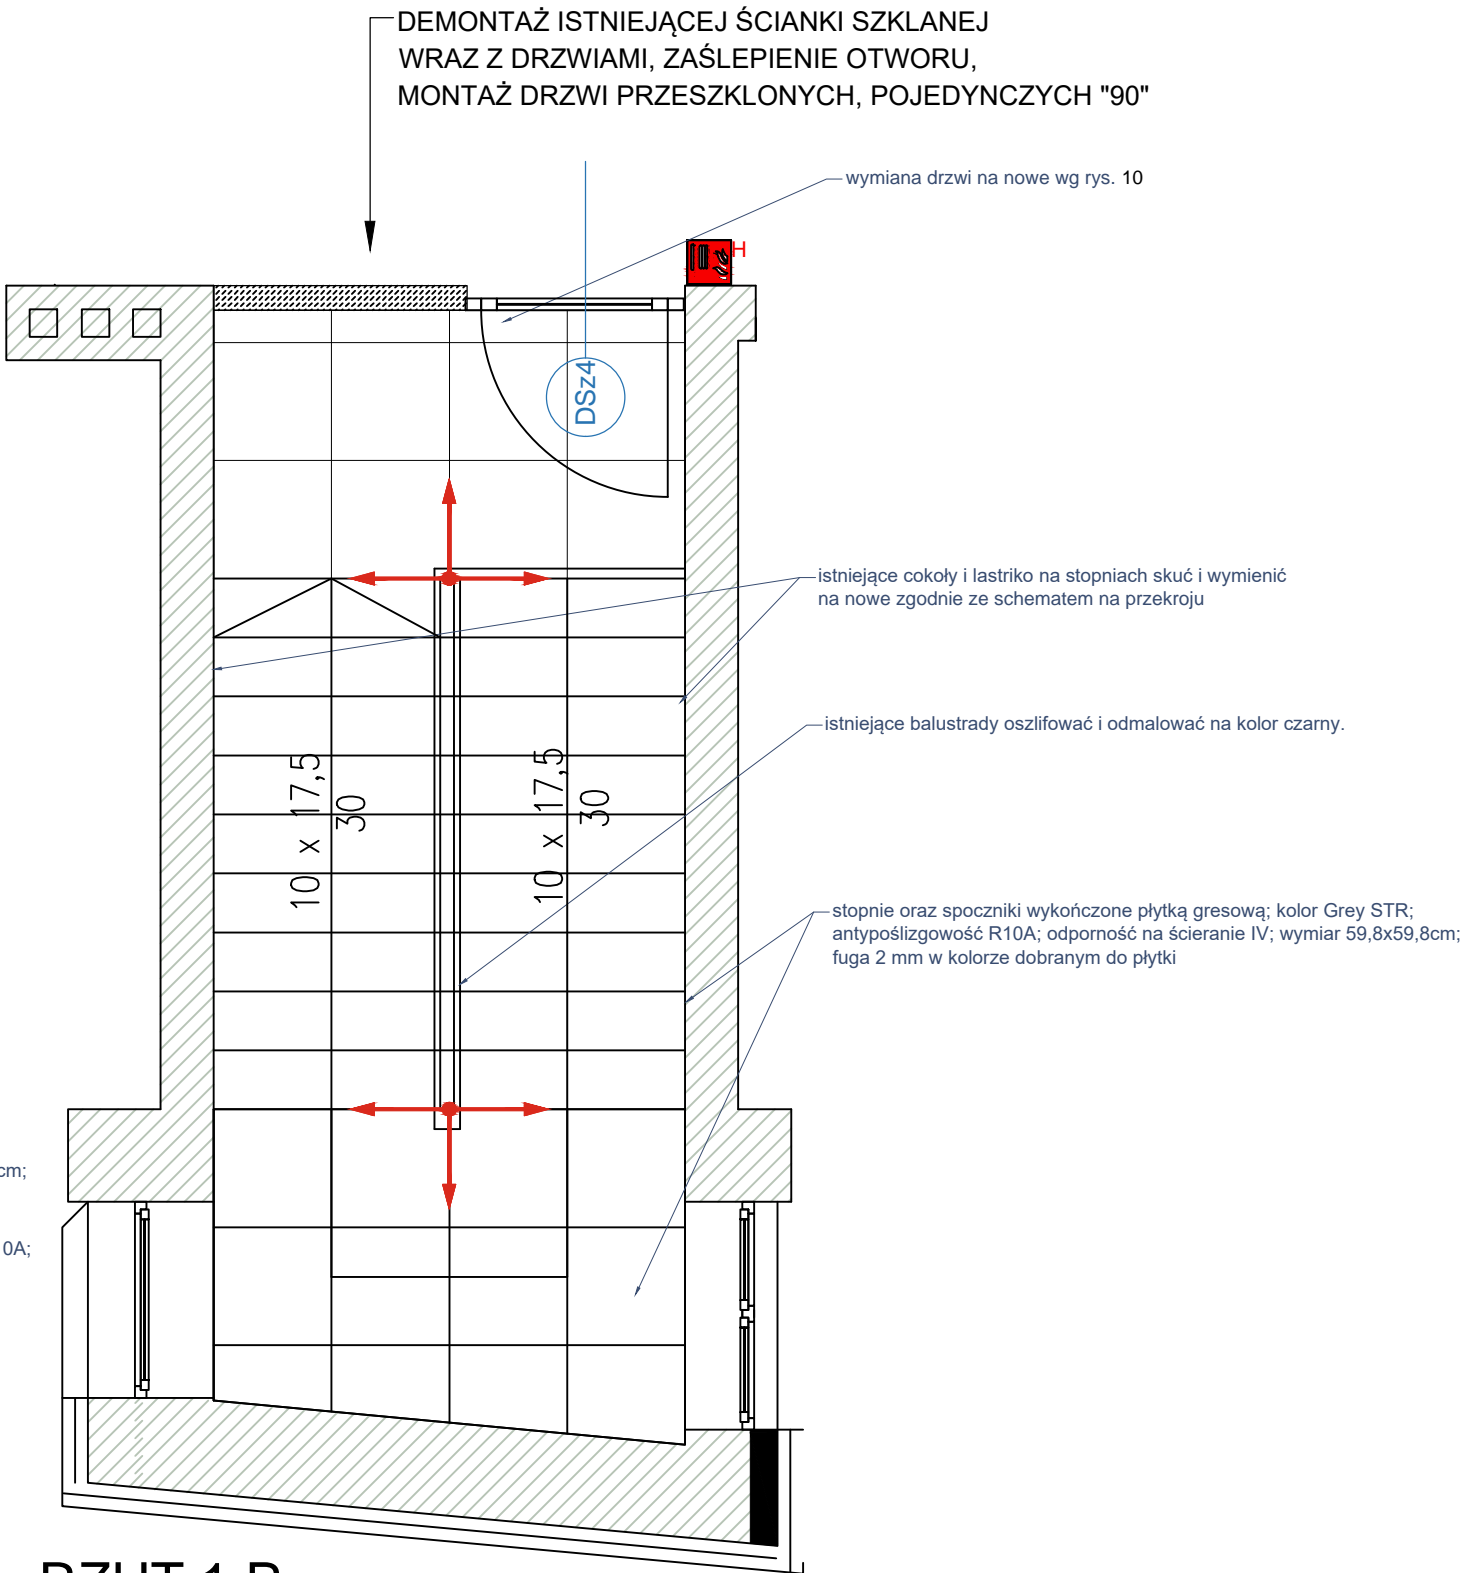 DEMONTAŻ ISTNIEJĄCEJ ŚCIANKI SZKLANEJ
WRAZ Z DRZWIAMI, ZAŚLEPIENIE OTWORU,
MONTAŻ DRZWI PRZESZKLONYCH, POJEDYNCZYCH "90"
wymiana drzwi na nowe wg rys. 10
H
DSz4
istniejące cokoły i lastriko na stopniach skuć i wymienić
na nowe zgodnie ze schematem na przekroju
istniejące balustrady oszlifować i odmalować na kolor czarny.
10 x 17,5
30
10 x 17,5
30
stopnie oraz spoczniki wykończone płytką gresową; kolor Grey STR;
antypoślizgowość R10A; odporność na ścieranie IV; wymiar 59,8x59,8cm;
fuga 2 mm w kolorze dobranym do płytki
cm;
0A;